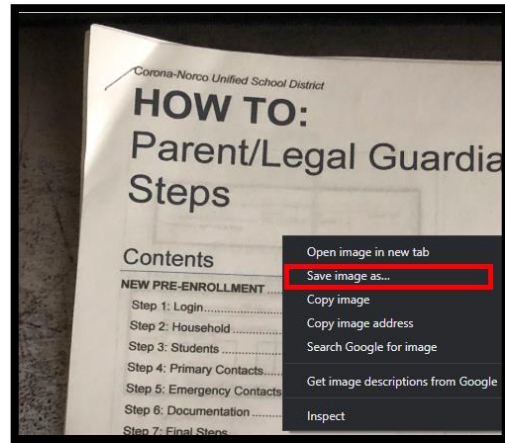 Corona-Norco Unified School District
HOW TO:
Parent/Legal Guardia
Steps
Contents
NEW PRE-ENROLLMENT
Step 1: Login
Step 2: Household
Step 3: Students
Step 4: Primary Contacts
Step 5: Emergency Contacts
Step 6: Documentation
Step 7: Final Steps
Open image in new tab
Save image as...
Copy image
Copy image address
Search Google for image
Get image descriptions from Google
Inspect